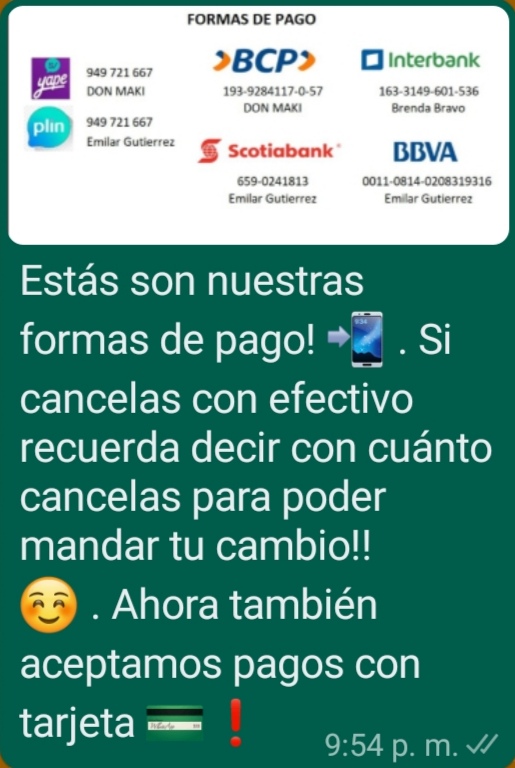 FORMAS DE PAGO
yape
949 721 667
DON MAKI
plin
949 721 667
Emilar Gutierrez
BCP
193-9284117-0-57
DON MAKI
Interbank
163-3149-601-536
Brenda Bravo
Scotiabank
659-0241813
Emilar Gutierrez
BBVA
0011-0814-0208319316
Emilar Gutierrez
Estás son nuestras
formas de pago! ➡📱 . Si
cancelas con efectivo
recuerda decir con cuánto
cancelas para poder
mandar tu cambio!!
☺ . Ahora también
aceptamos pagos con
tarjeta 💳 ❗
9:54 p. m.